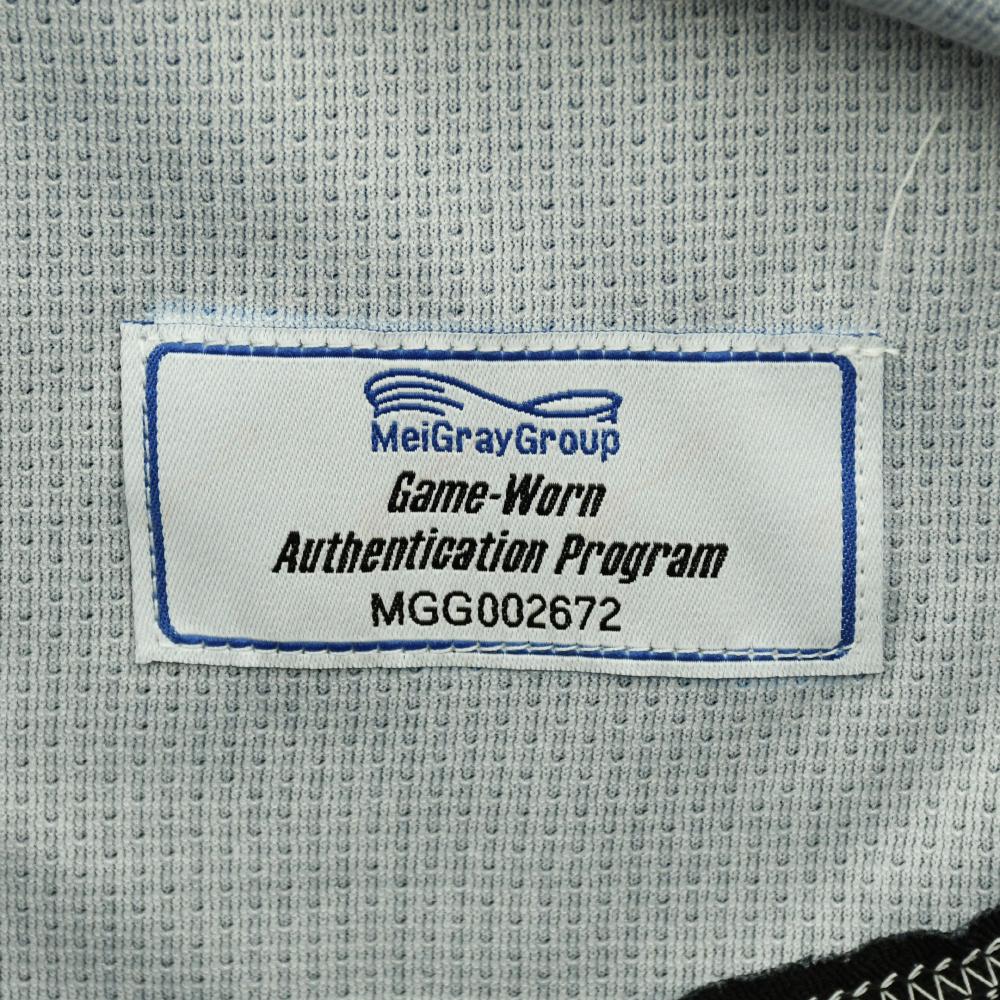 MeiGrayGroup
Game-Worn
Authentication Program
MGG002672